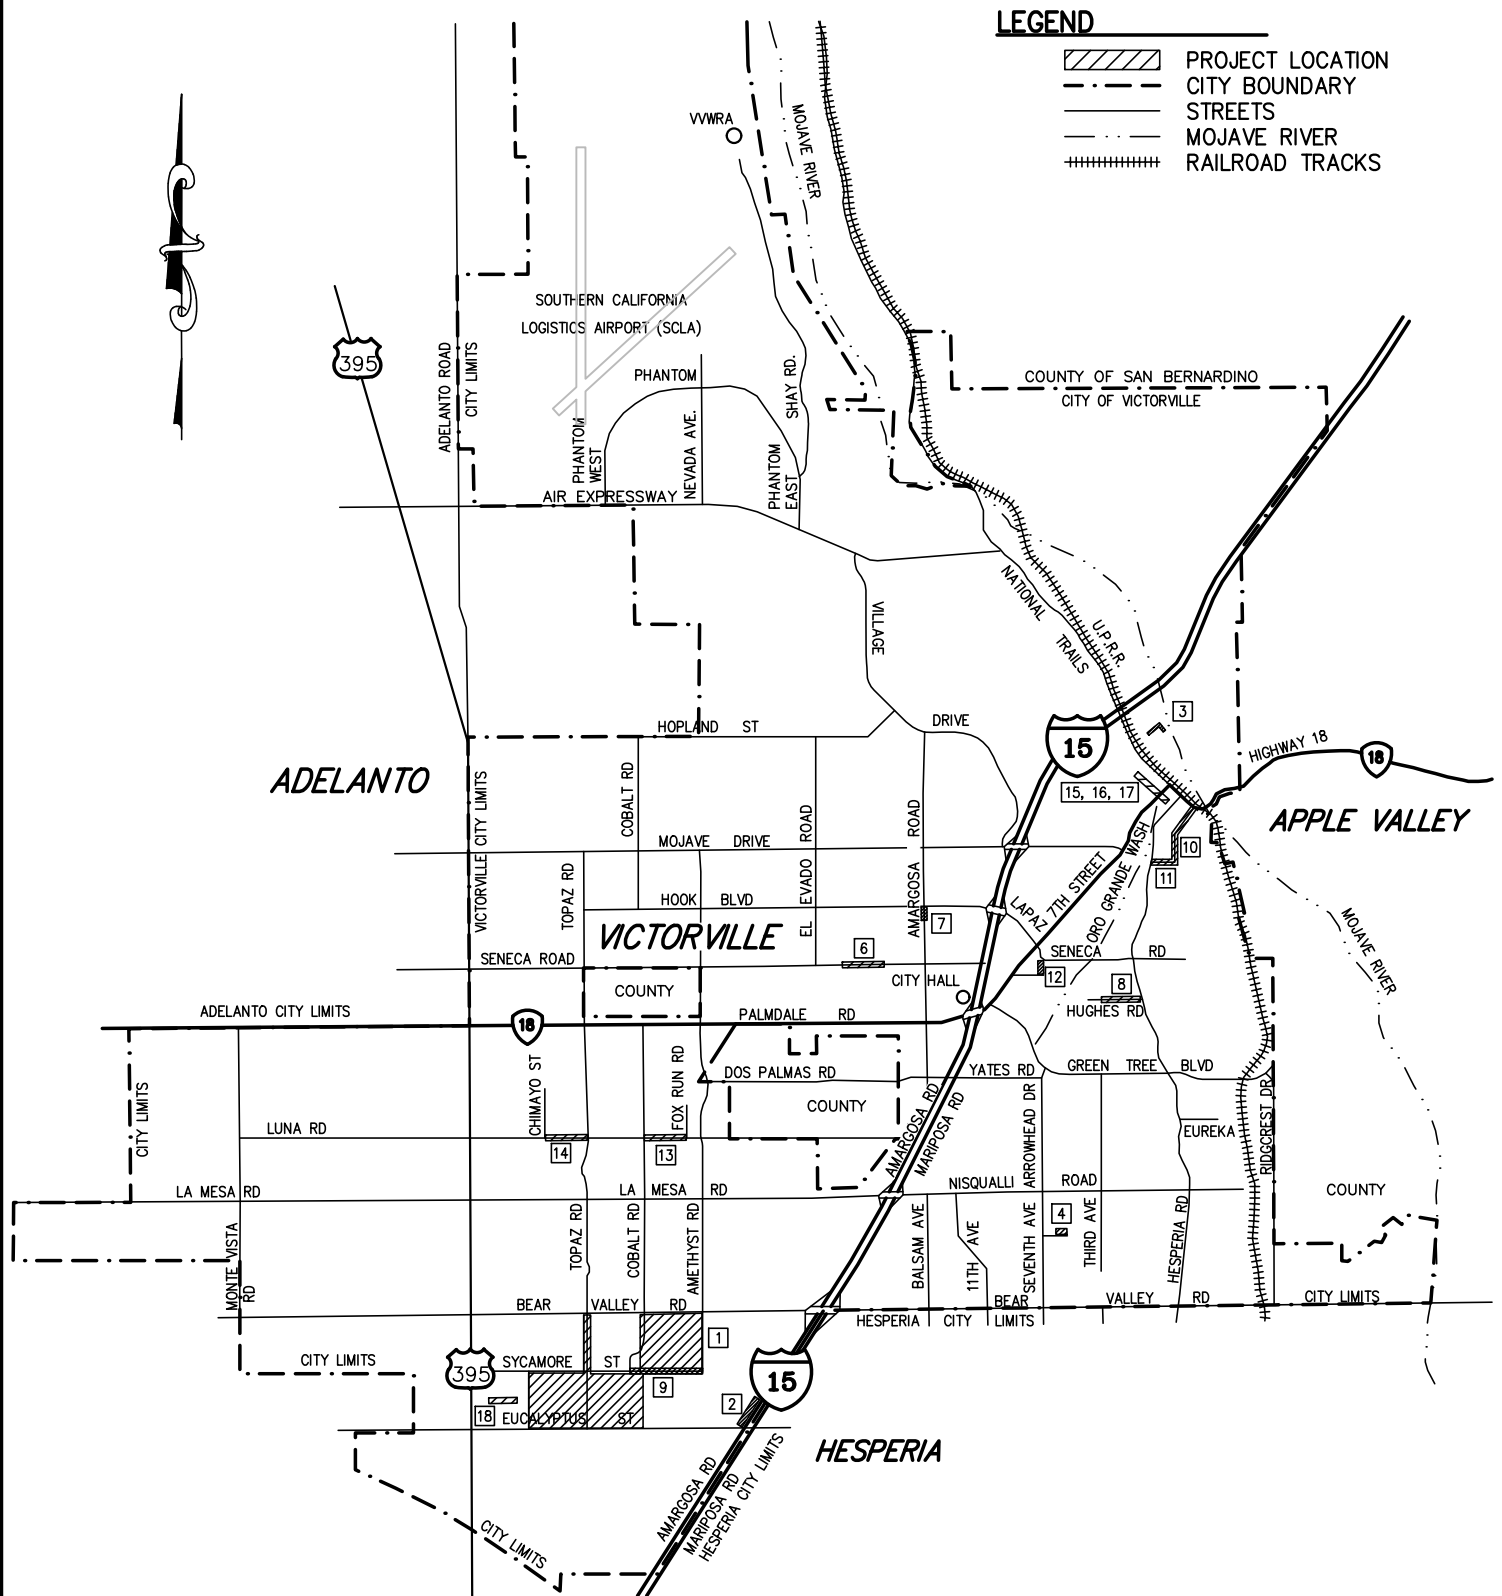 LEGEND
PROJECT LOCATION
CITY BOUNDARY
STREETS
MOJAVE RIVER
RAILROAD TRACKS
VVWRA
MOJAVE RIVER
SOUTHERN CALIFORNIA
LOGISTICS AIRPORT (SCLA)
395
ADELANTO ROAD
CITY LIMITS
PHANTOM
SHAY RD.
COUNTY OF SAN BERNARDINO
CITY OF VICTORVILLE
PHANTOM
WEST
NEVADA AVE.
PHANTOM
EAST
AIR EXPRESSWAY
NATIONAL
TRAILS
VILLAGE
U.P.R.R.
HOPLAND ST
DRIVE
3
15
HIGHWAY 18
18
ADELANTO
VICTORVILLE CITY LIMITS
COBALT RD
15, 16, 17
APPLE VALLEY
EL EVADO ROAD
AMARGOSA ROAD
MOJAVE DRIVE
TOPAZ RD
10
11
HOOK BLVD
LAPAZ
7TH STREET
ORO GRANDE WASH
7
VICTORVILLE
6
MOJAVE RIVER
SENECA ROAD
SENECA RD
CITY HALL
12
8
COUNTY
HUGHES RD
ADELANTO CITY LIMITS
18
PALMDALE RD
CITY LIMITS
CHIMAYO ST
FOX RUN RD
DOS PALMAS RD
YATES RD
GREEN TREE BLVD
COUNTY
AMARGOSA RD
MARIPOSA RD
ARROWHEAD DR
RIDGCREST DR
EUREKA
LUNA RD
14
13
LA MESA RD
LA MESA RD
NISQUALLI ROAD
COUNTY
MONTE VISTA
RD
TOPAZ RD
COBALT RD
AMETHYST RD
BALSAM AVE
11TH AVE
SEVENTH AVE
4
THIRD AVE
HESPERIA RD
BEAR VALLEY RD
BEAR VALLEY RD
CITY LIMITS
HESPERIA CITY LIMITS
1
CITY LIMITS
395
SYCAMORE ST
9
15
2
18
EUCALYPTUS ST
HESPERIA
AMARGOSA RD
MARIPOSA RD
HESPERIA CITY LIMITS
CITY LIMITS